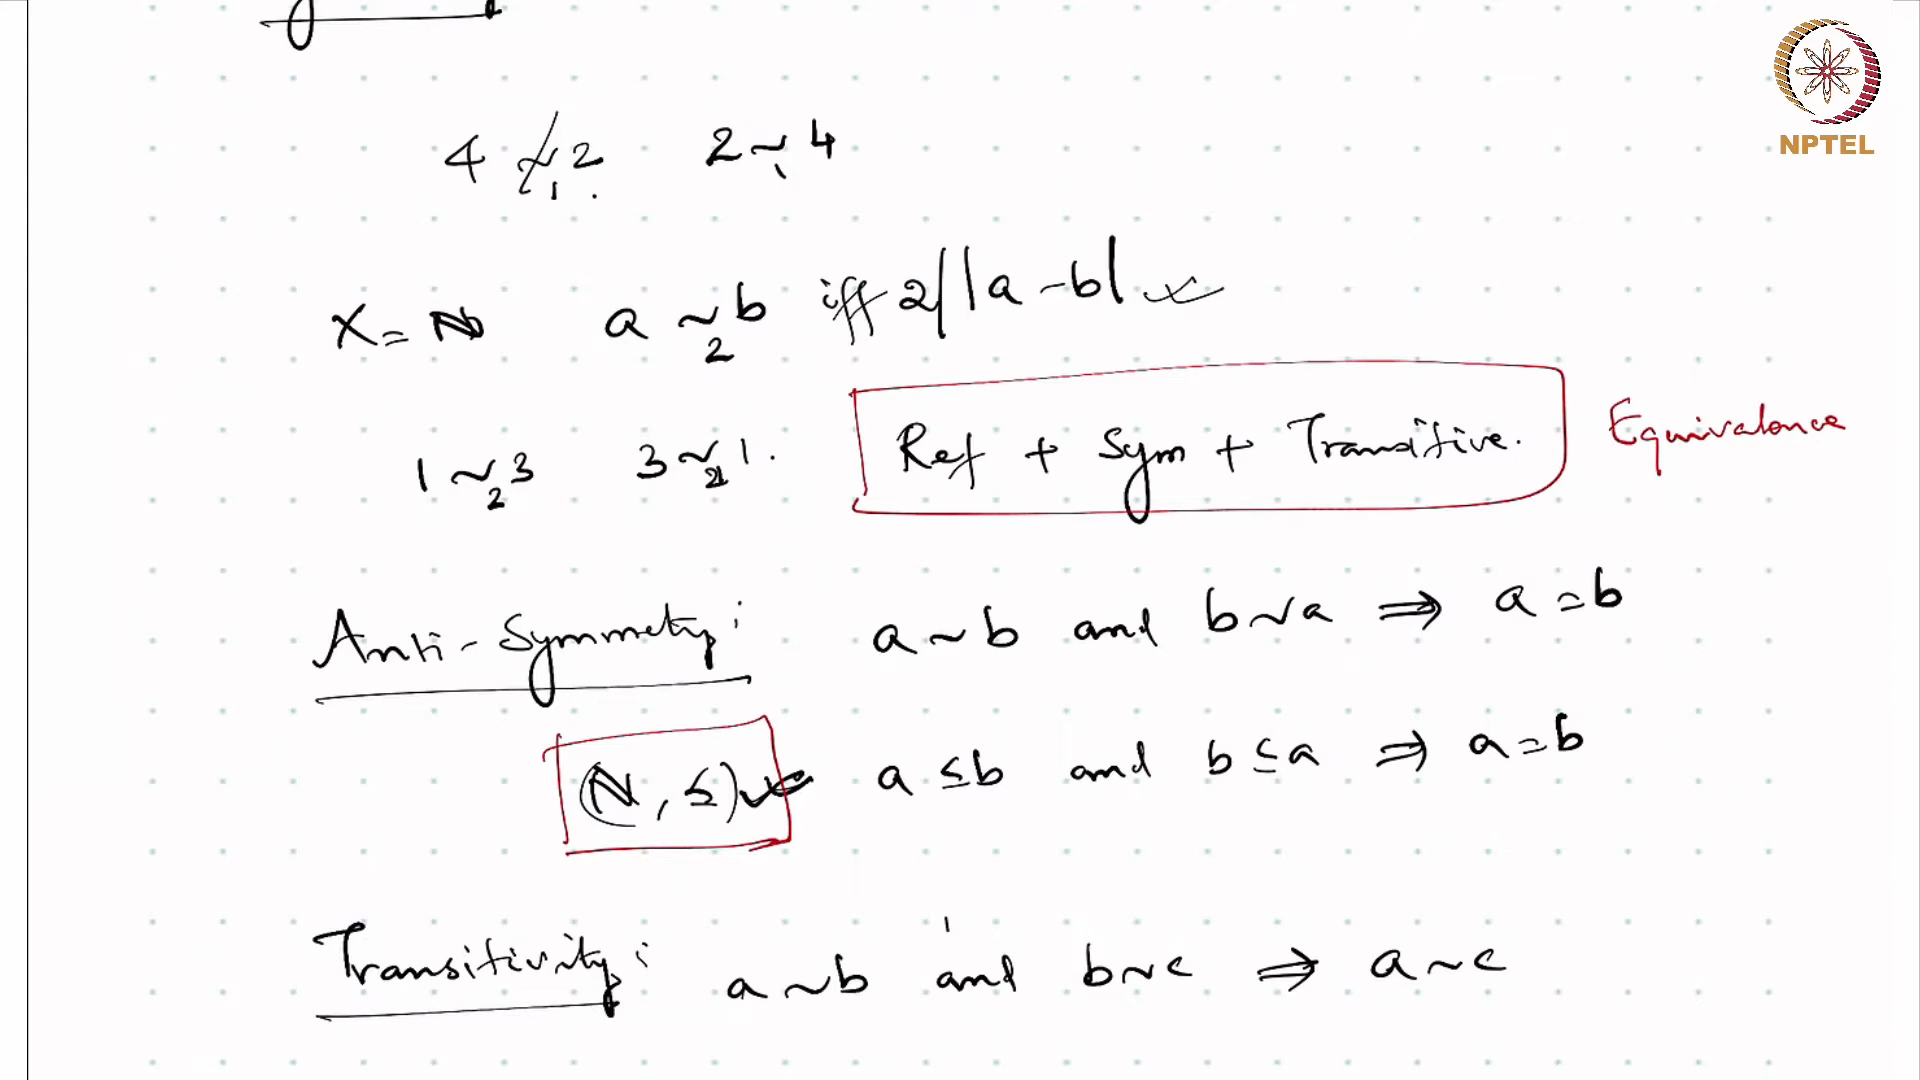 NPTEL
4 ≁₁ 2 2 ~₁ 4
X = ℕ a ~₂ b iff 2 | |a - b| ✓
1 ~₂ 3 3 ~₂ 1. Ref + Sym + Transitive. Equivalence
Anti-Symmetry: a ~ b and b ~ a ⇒ a = b
(ℕ, ≤) ✓ a ≤ b and b ≤ a ⇒ a = b
Transitivity: a ~ b and b ~ c ⇒ a ~ c